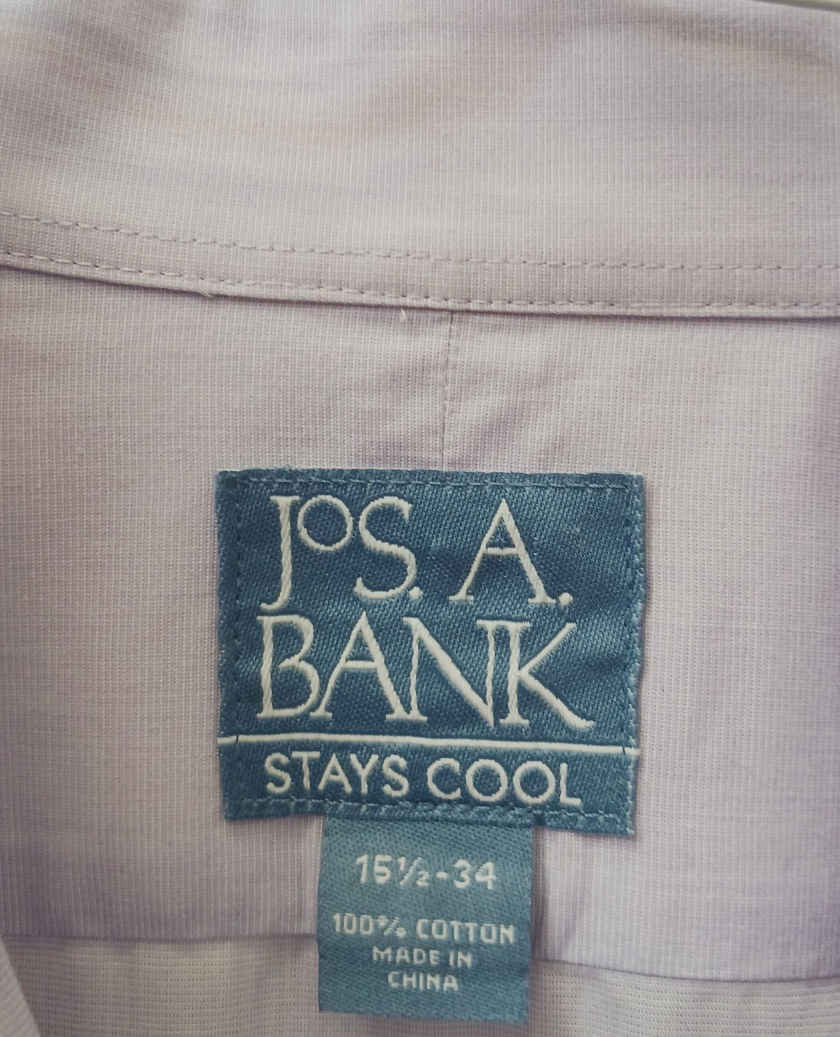 JOS. A.
BANK
STAYS COOL
15½-34
100% COTTON
MADE IN
CHINA